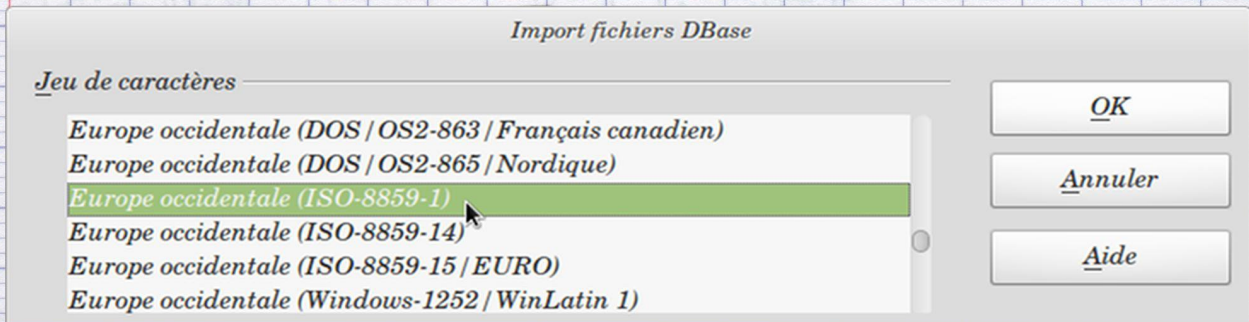 Import fichiers DBase
Jeu de caractères
Europe occidentale (DOS/OS2-863/Français canadien)
Europe occidentale (DOS/OS2-865/Nordique)
Europe occidentale (ISO-8859-1)
Europe occidentale (ISO-8859-14)
Europe occidentale (ISO-8859-15/EURO)
Europe occidentale (Windows-1252/WinLatin 1)
OK
Annuler
Aide